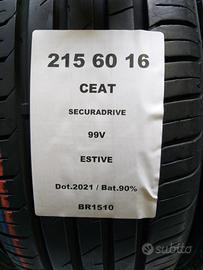 215 60 16
CEAT
SECURADRIVE
99V
ESTIVE
Dot.2021 / Bat.90%
BR1510
subito